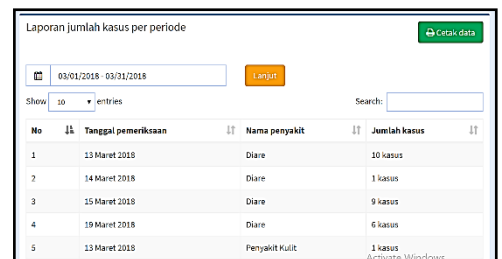 Laporan jumlah kasus per periode
Cetak data
03/01/2018 - 03/31/2018
Lanjut
Show 10 entries
Search:
No Tanggal pemeriksaan Nama penyakit Jumlah kasus
1 13 Maret 2018 Diare 10 kasus
2 14 Maret 2018 Diare 1 kasus
3 15 Maret 2018 Diare 9 kasus
4 19 Maret 2018 Diare 6 kasus
5 13 Maret 2018 Penyakit Kulit 1 kasus
Activate Windows